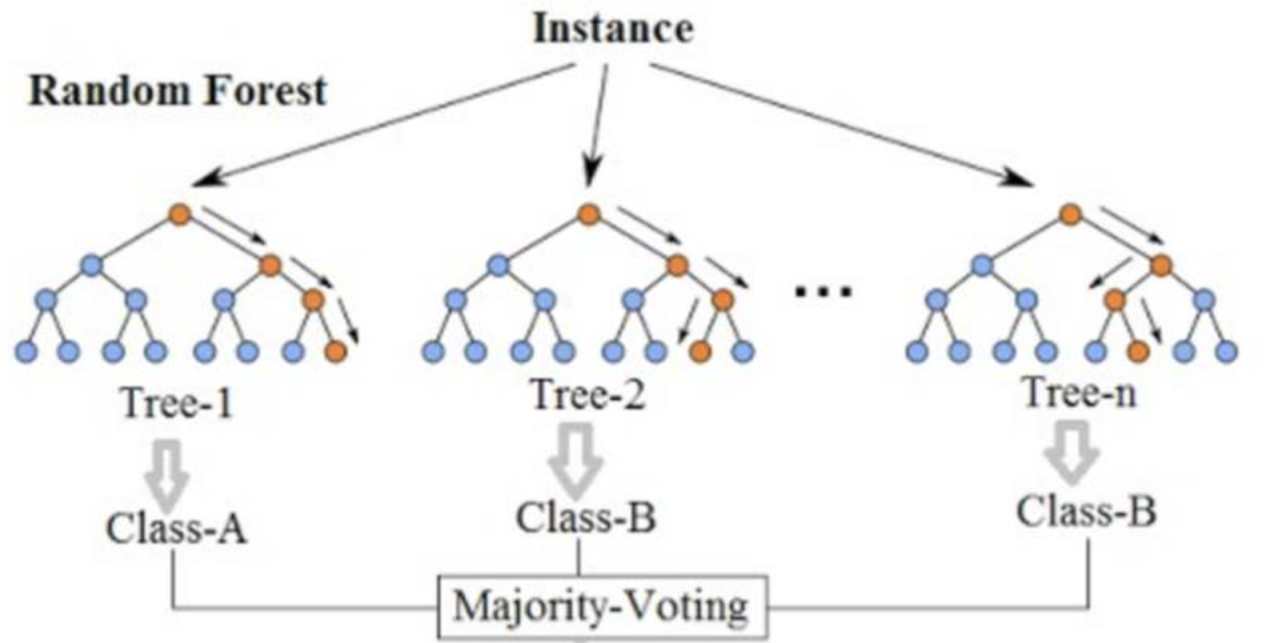 Instance
Random Forest
...
Tree-1
Tree-2
Tree-n
Class-A
Class-B
Class-B
Majority-Voting